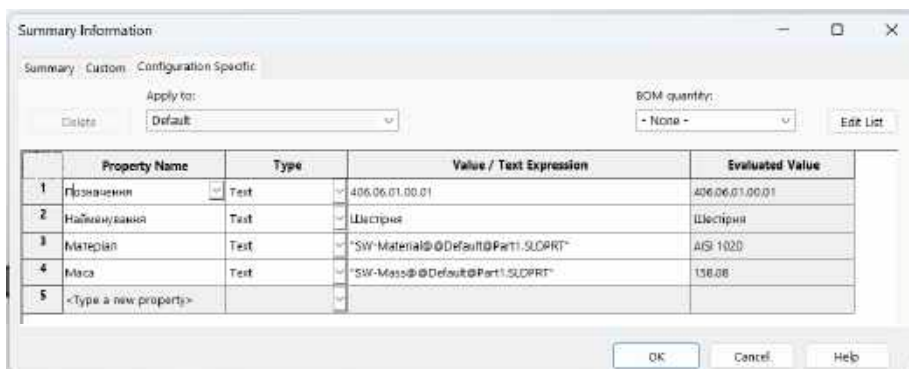 Summary Information
Summary Custom Configuration Specific
Apply to: BOM quantity:
Delete Default - None - Edit List
Property Name Type Value / Text Expression Evaluated Value
1 Позначення Text 406.06.01.00.01 406.06.01.00.01
2 Найменування Text Шестірня Шестірня
3 Матеріал Text "SW-Material@@Default@Part1.SLDPRT" AISI 1020
4 Маса Text "SW-Mass@@Default@Part1.SLDPRT" 158.88
5 <Type a new property>
OK Cancel Help